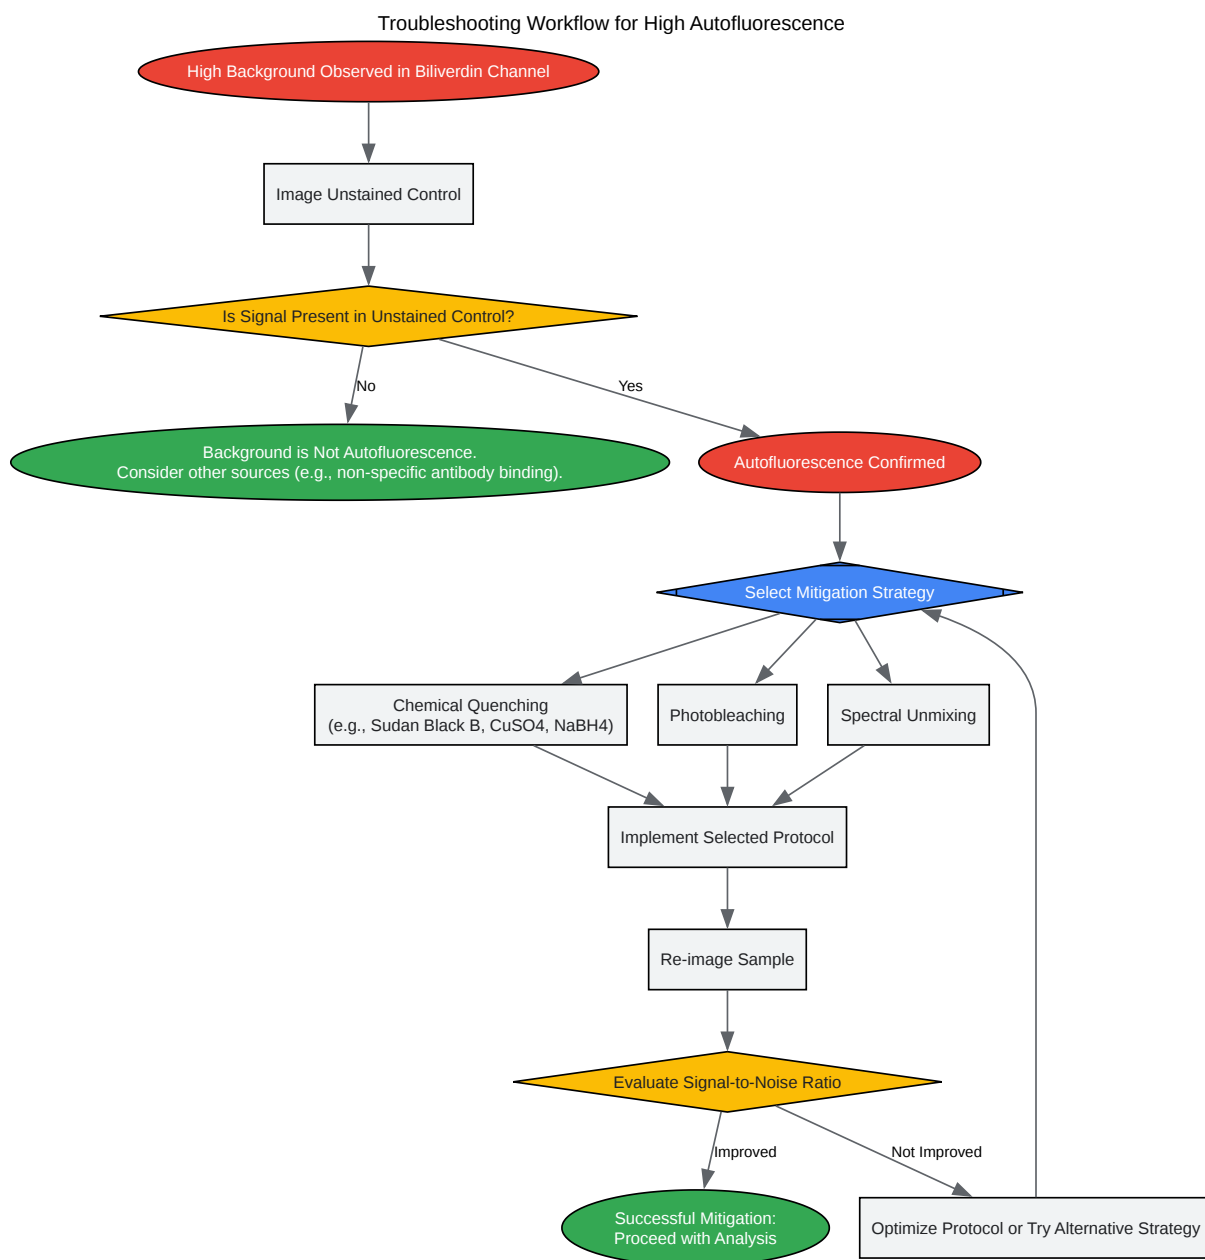 Troubleshooting Workflow for High Autofluorescence
High Background Observed in Biliverdin Channel
Image Unstained Control
Is Signal Present in Unstained Control?
No
Yes
Background is Not Autofluorescence.
Consider other sources (e.g., non-specific antibody binding).
Autofluorescence Confirmed
Select Mitigation Strategy
Chemical Quenching
(e.g., Sudan Black B, CuSO4, NaBH4)
Photobleaching
Spectral Unmixing
Implement Selected Protocol
Re-image Sample
Evaluate Signal-to-Noise Ratio
Improved
Not Improved
Successful Mitigation:
Proceed with Analysis
Optimize Protocol or Try Alternative Strategy